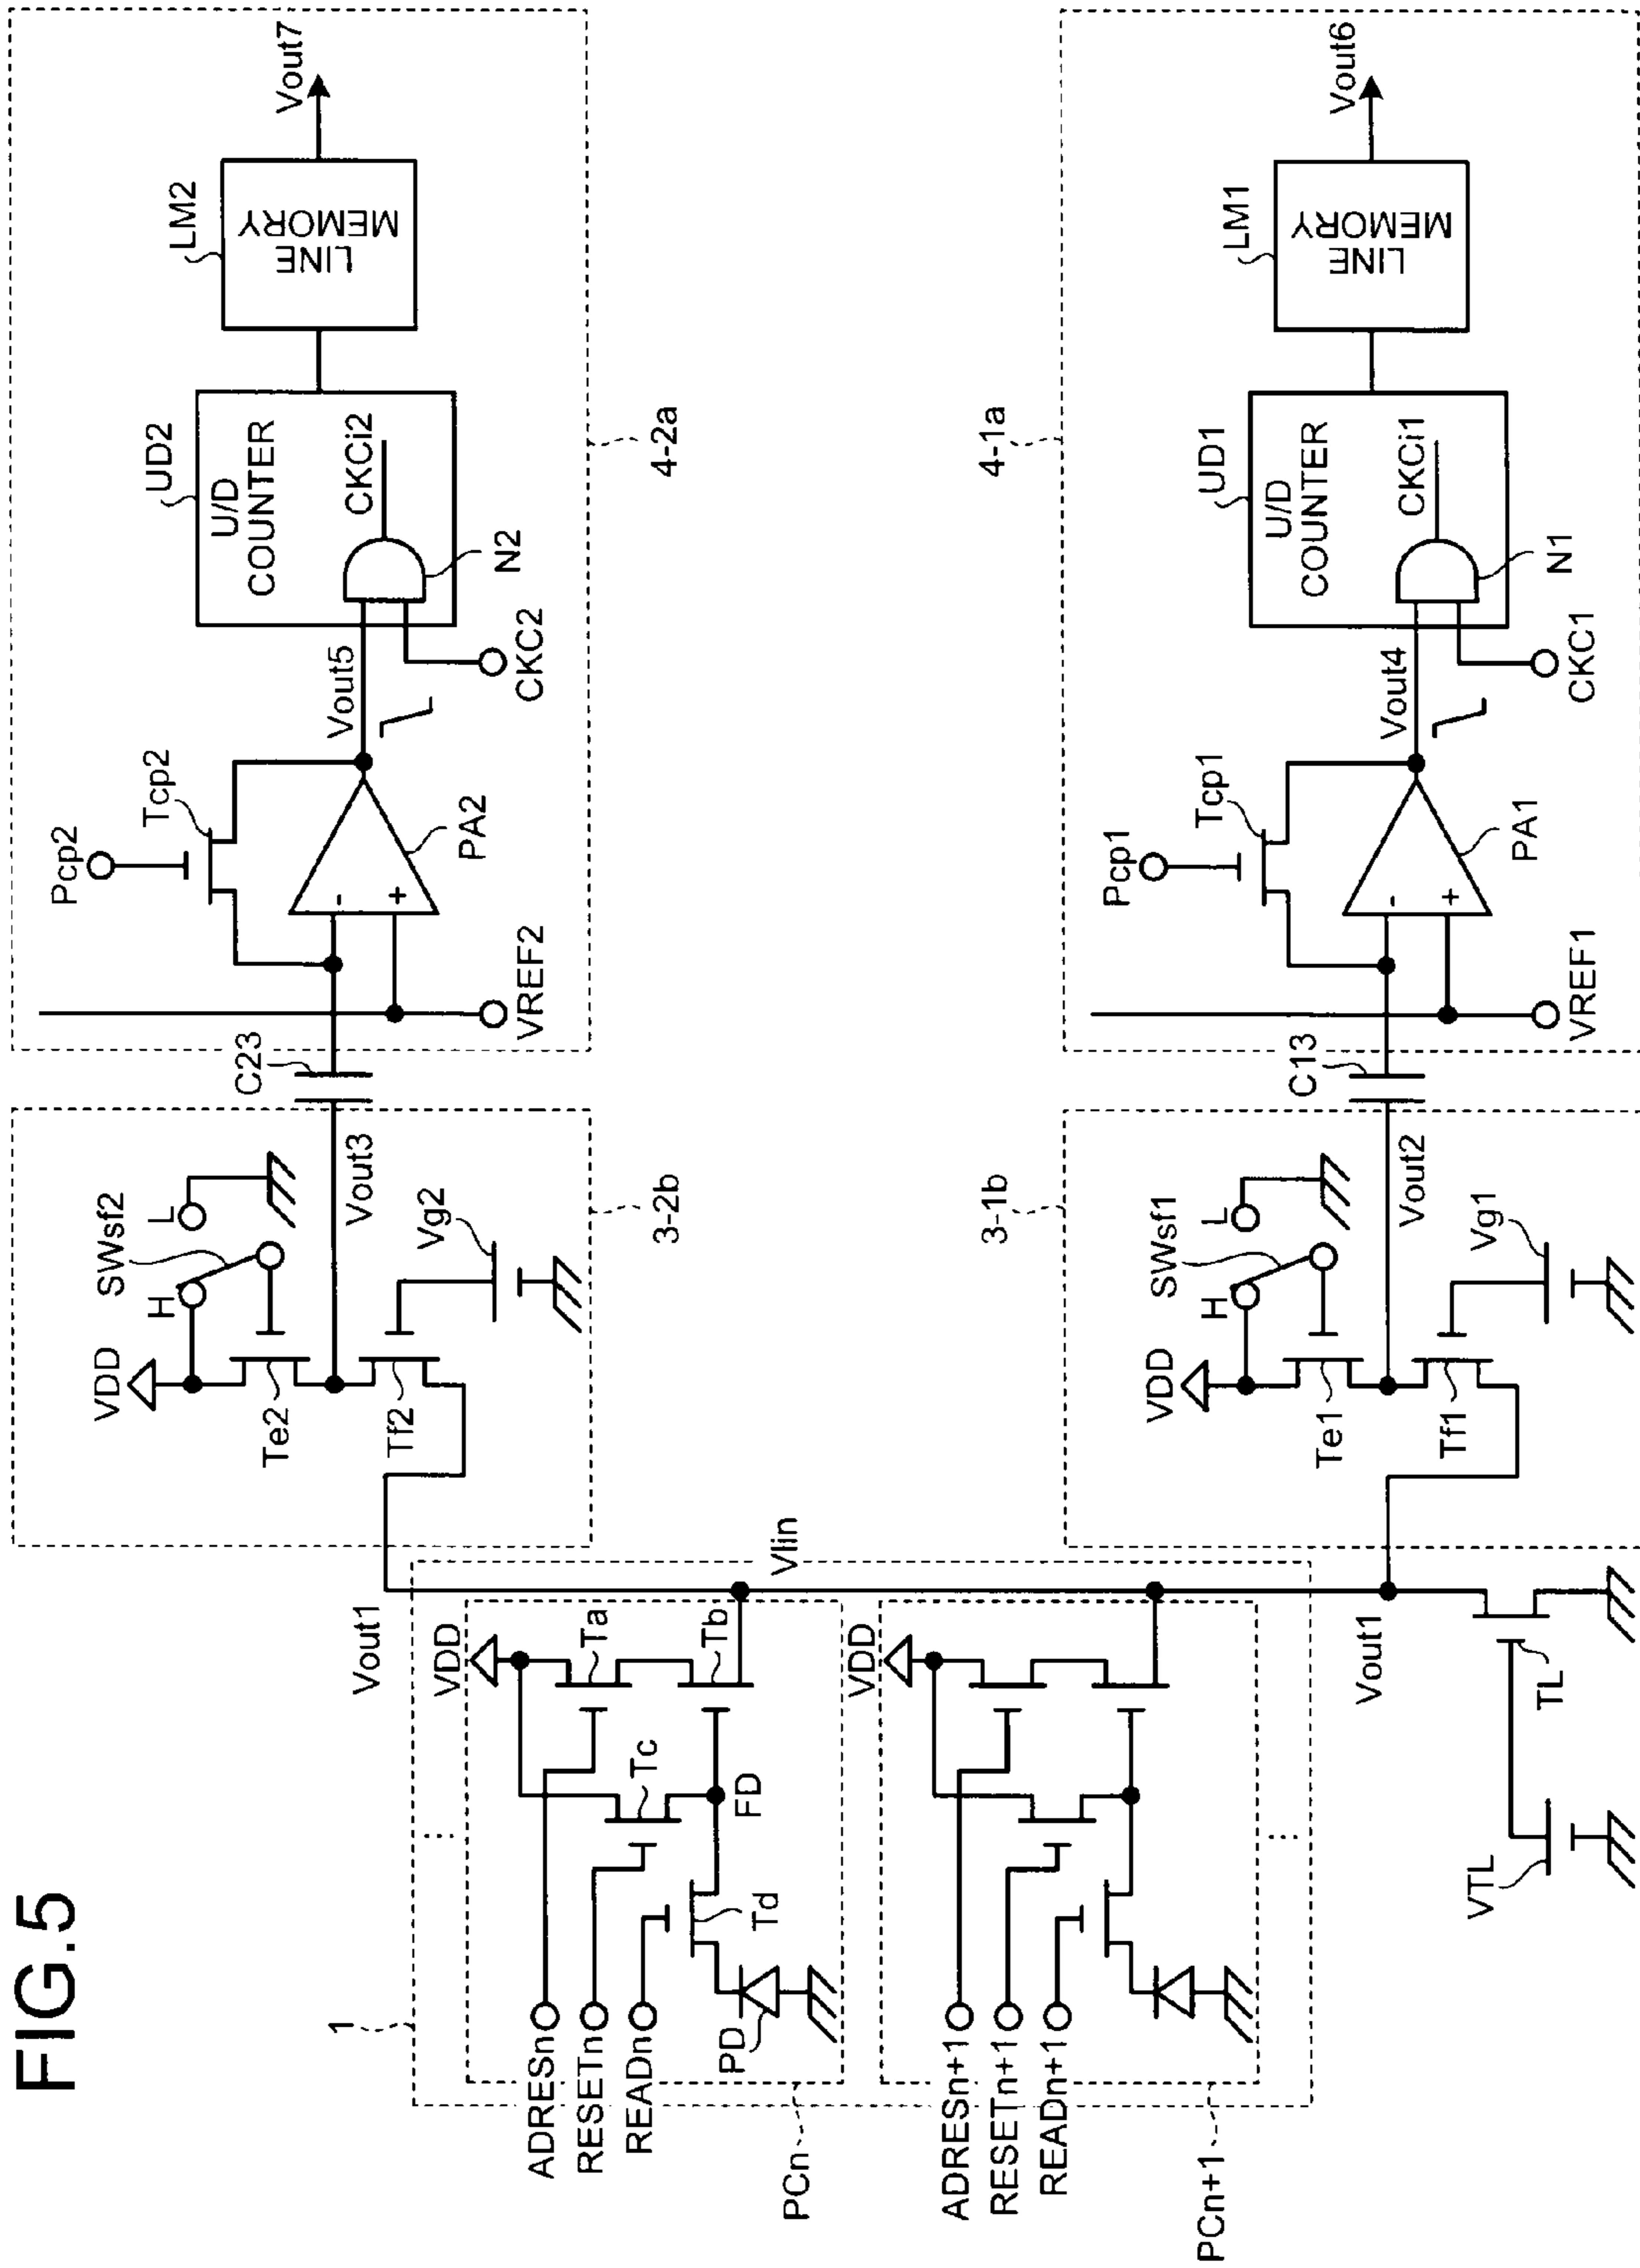 FIG.5
1
ADRESn
RESETn
READn
PD
PCn
VDD
Ta
Tb
Tc
Td
FD
Vout1
Vlin
ADRESn+1
RESETn+1
READn+1
PCn+1
VDD
Vout1
TL
VTL
VDD
H
L
SWsf2
Te2
Tf2
Vg2
Vout3
3-2b
C23
VREF2
Pcp2
Tcp2
-
+
PA2
Vout5
CKC2
UD2
U/D
COUNTER
CKCi2
N2
4-2a
LM2
LINE
MEMORY
Vout7
VDD
H
L
SWsf1
Te1
Tf1
Vg1
Vout2
3-1b
C13
VREF1
Pcp1
Tcp1
-
+
PA1
Vout4
CKC1
UD1
U/D
COUNTER
CKCi1
N1
4-1a
LM1
LINE
MEMORY
Vout6